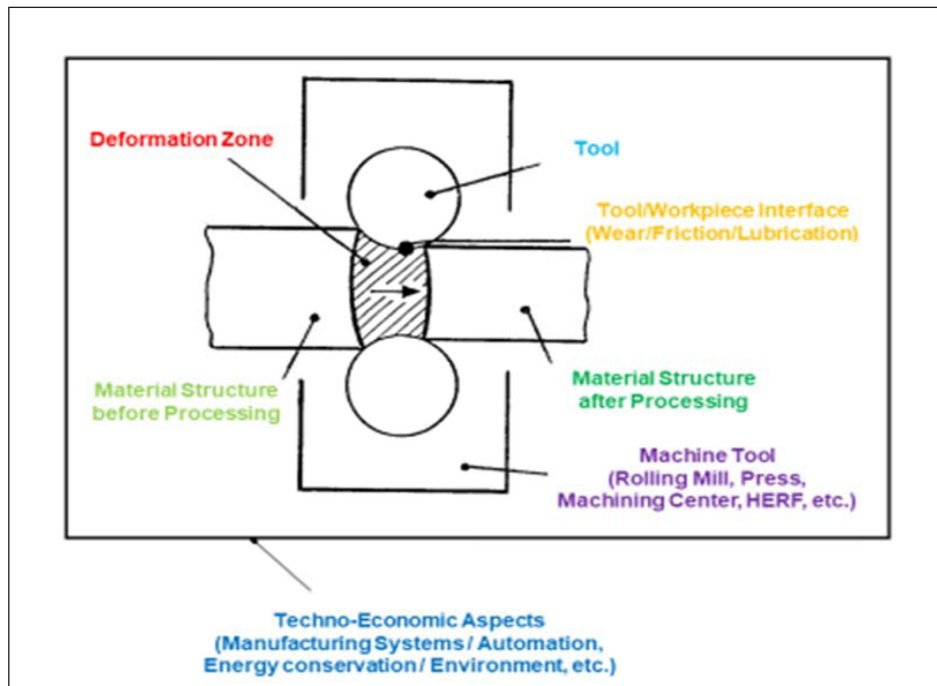 Deformation Zone
Tool
Tool/Workpiece Interface
(Wear/Friction/Lubrication)
Material Structure
before Processing
Material Structure
after Processing
Machine Tool
(Rolling Mill, Press,
Machining Center, HERF, etc.)
Techno-Economic Aspects
(Manufacturing Systems / Automation,
Energy conservation / Environment, etc.)